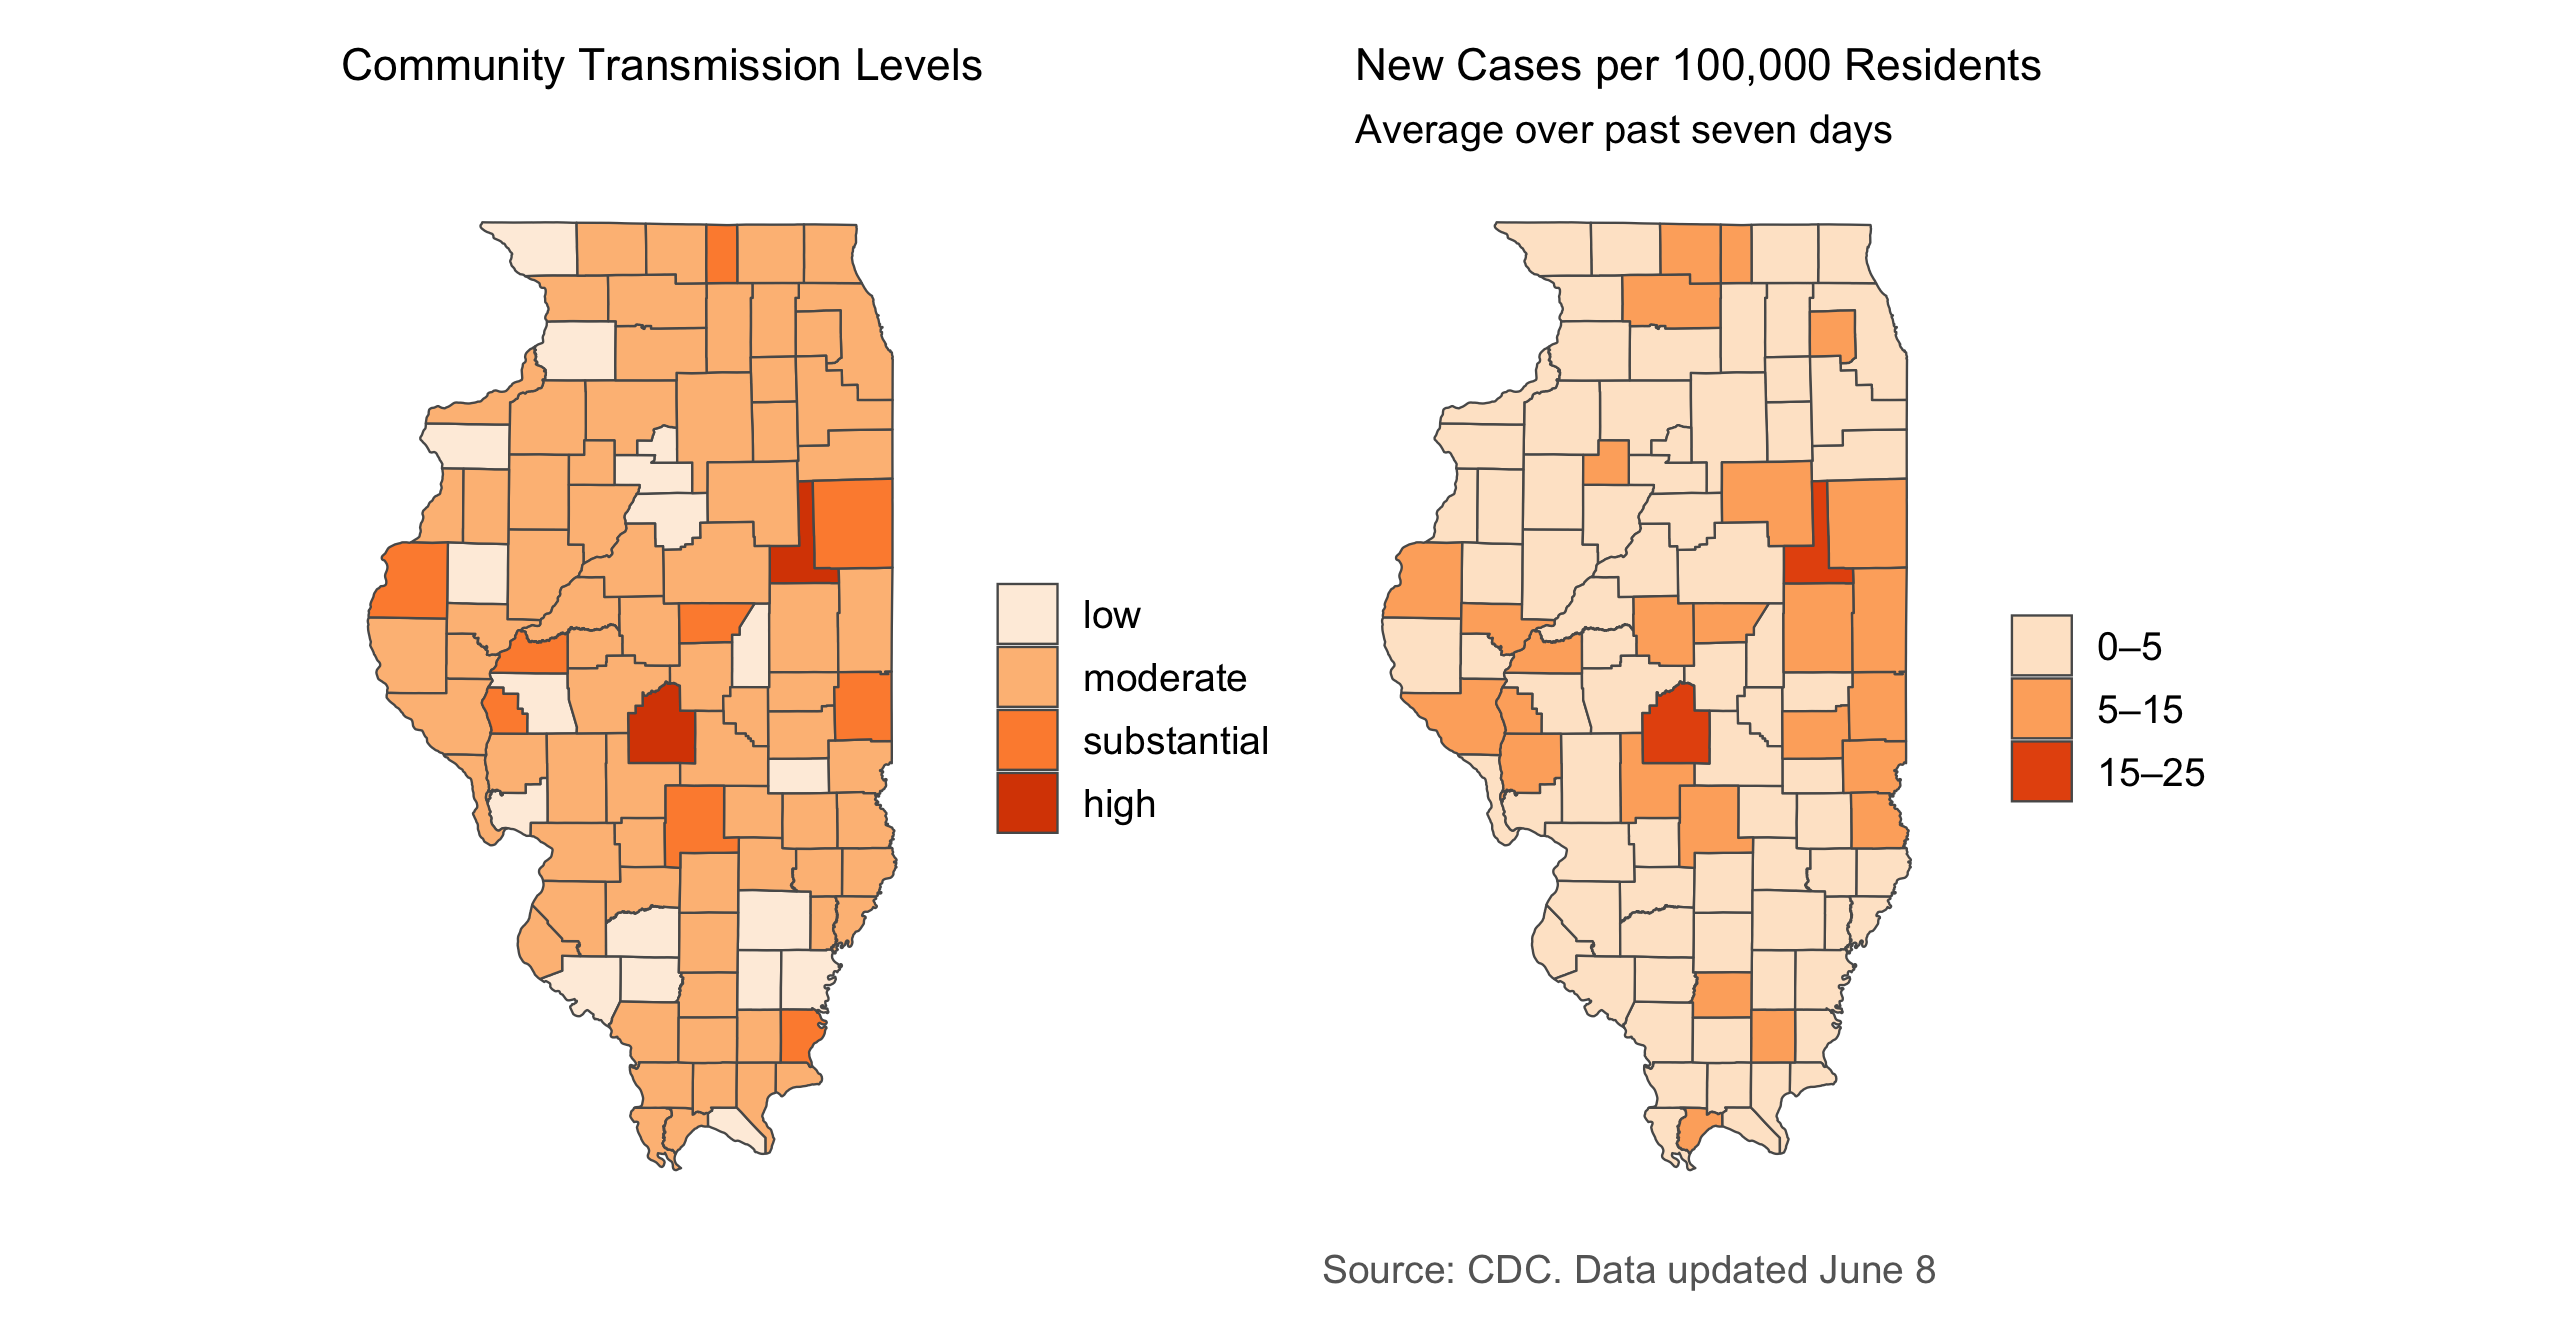 Community Transmission Levels
low
moderate
substantial
high
New Cases per 100,000 Residents
Average over past seven days
0–5
5–15
15–25
Source: CDC. Data updated June 8